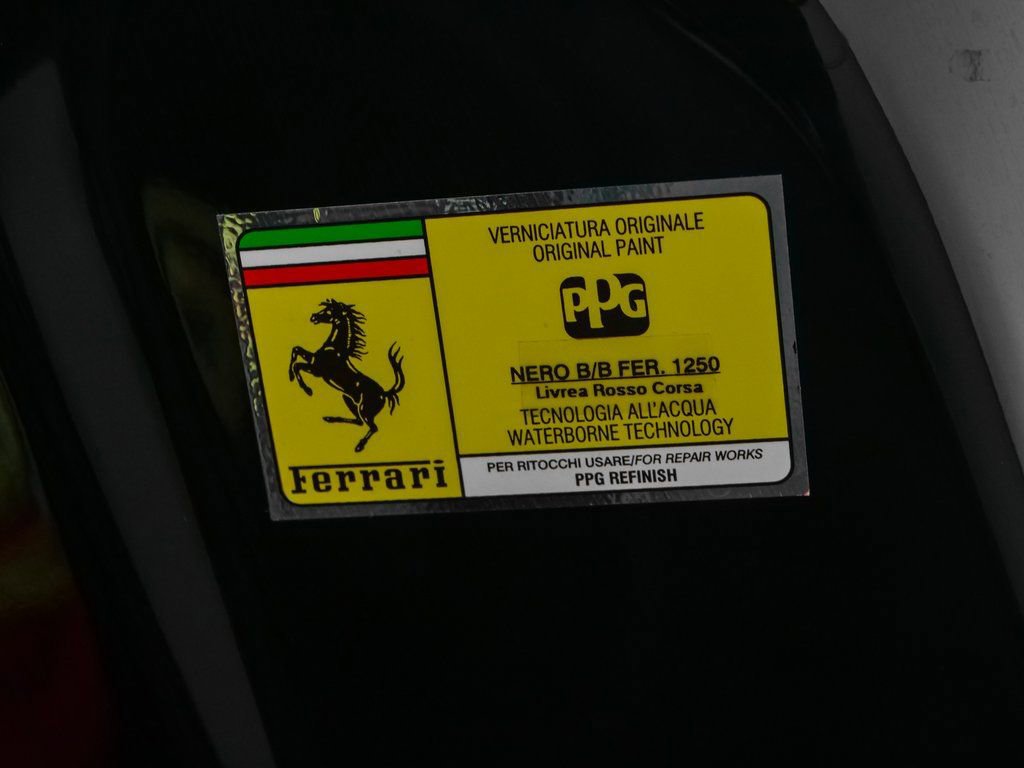 VERNICIATURA ORIGINALE
ORIGINAL PAINT
PPG
NERO B/B FER. 1250
Livrea Rosso Corsa
TECNOLOGIA ALL'ACQUA
WATERBORNE TECHNOLOGY
PER RITOCCHI USARE/FOR REPAIR WORKS
PPG REFINISH
Ferrari